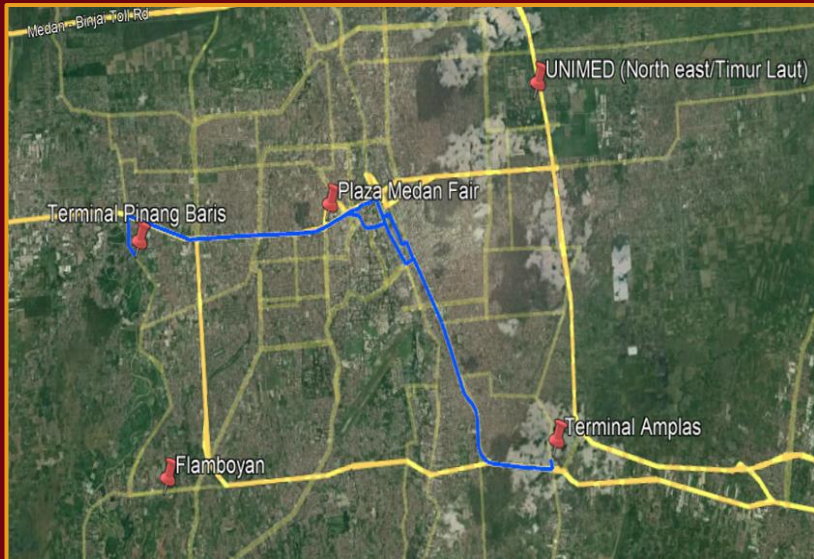 Medan - Binjai Toll Rd
UNIMED (North east/Timur Laut)
Plaza Medan Fair
Terminal Pinang Baris
Terminal Amplas
Flamboyan